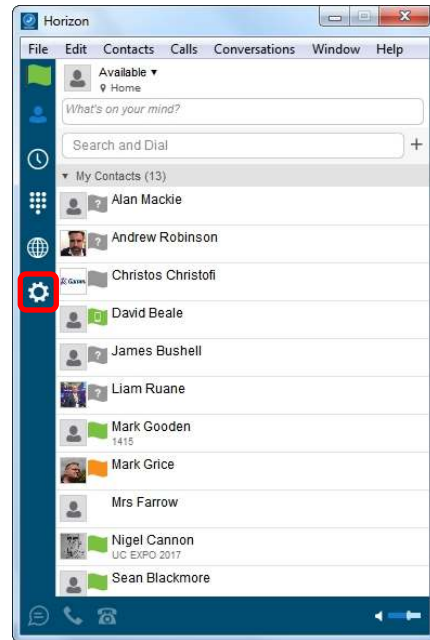 Horizon
File Edit Contacts Calls Conversations Window Help
Available ▾
Home
What's on your mind?
Search and Dial +
▾ My Contacts (13)
? Alan Mackie
? Andrew Robinson
Games Christos Christofi
David Beale
? James Bushell
? Liam Ruane
Mark Gooden
1415
Mark Grice
Mrs Farrow
Nigel Cannon
UC EXPO 2017
Sean Blackmore